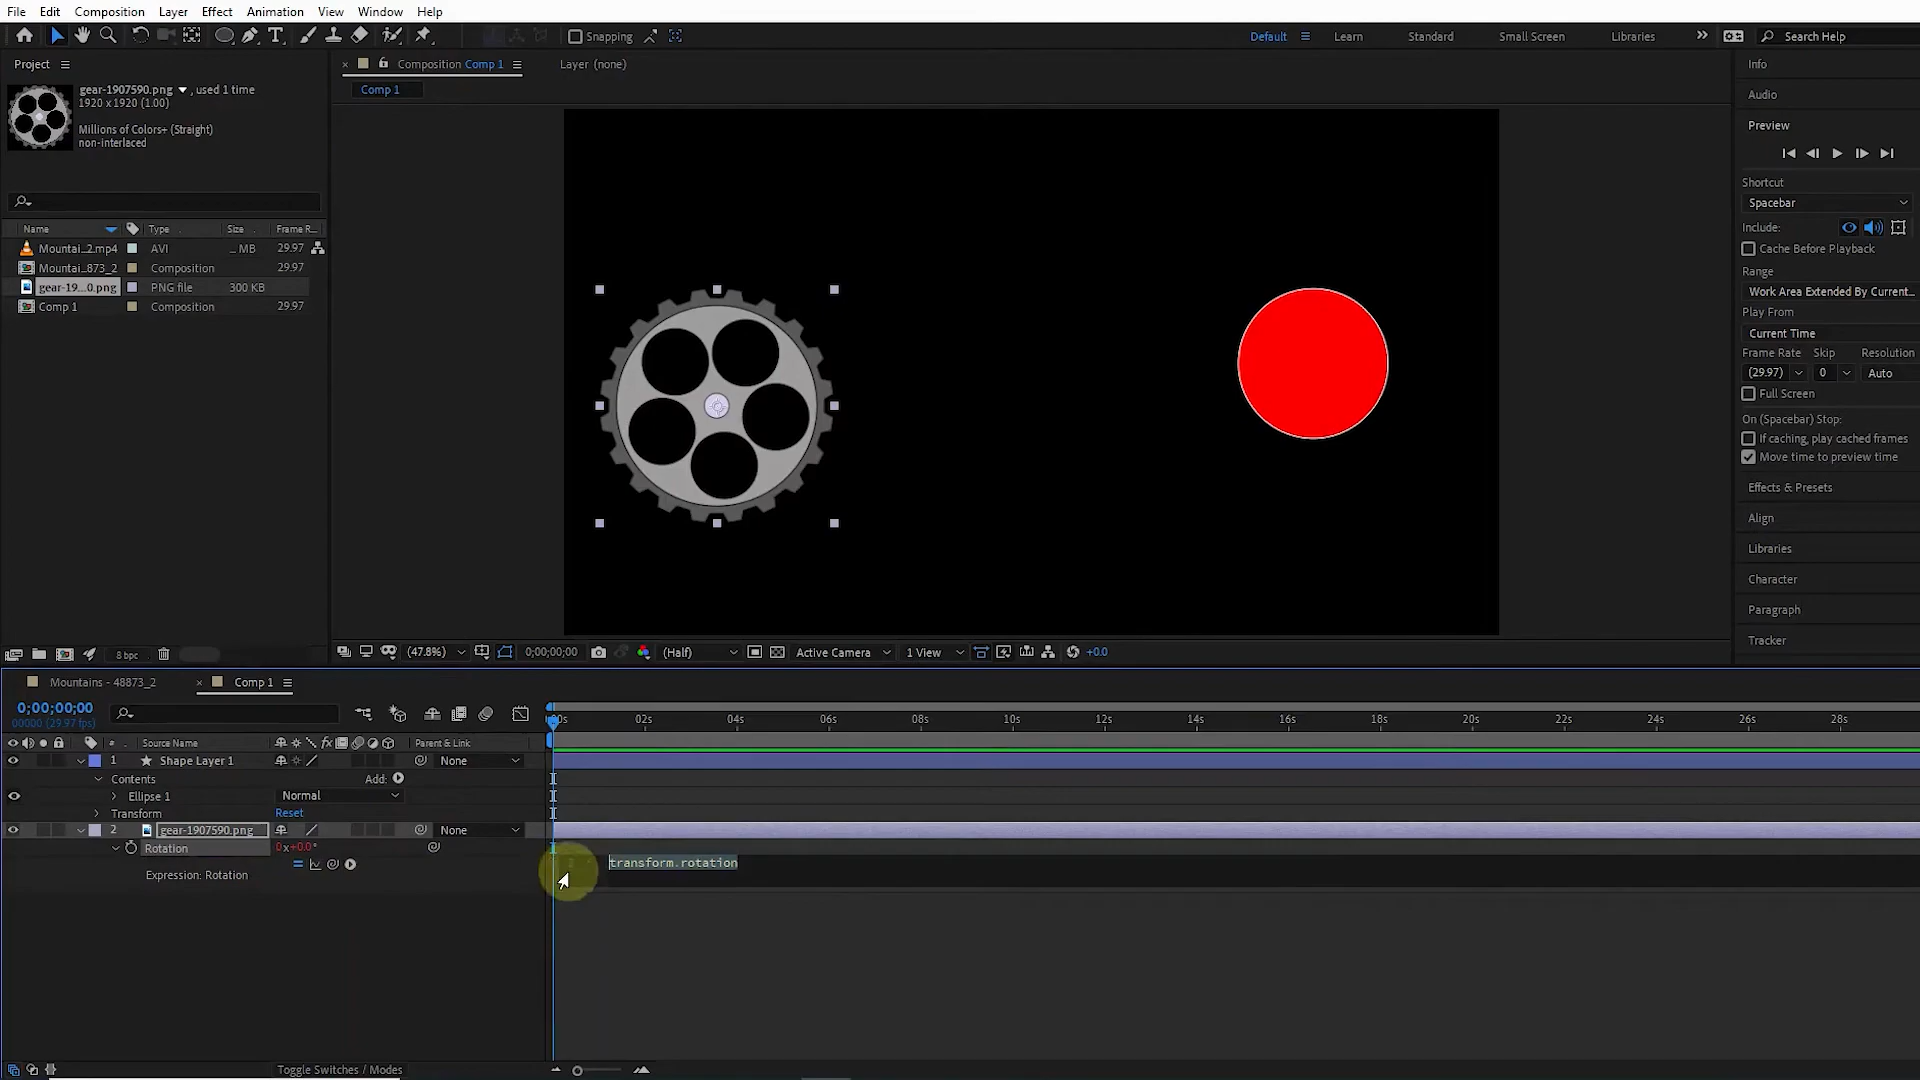 File Edit Composition Layer Effect Animation View Window Help
Snapping
Default Learn Standard Small Screen Libraries Search Help
Project
Composition Comp 1
Layer (none)
Comp 1
gear-1907590.png , used 1 time
1920 x 1920 (1.00)
Millions of Colors+ (Straight)
non-interlaced
Name Type Size Frame R...
Mountai_2.mp4 AVI ... MB 29.97
Mountai_873_2 Composition 29.97
gear-19...0.png PNG file 300 KB
Comp 1 Composition 29.97
8 bpc
(47.8%) 0;00;00;00 (Half) Active Camera 1 View +0.0
Info
Audio
Preview
Shortcut
Spacebar
Include:
Cache Before Playback
Range
Work Area Extended By Current...
Play From
Current Time
Frame Rate Skip Resolution
(29.97) 0 Auto
Full Screen
On (Spacebar) Stop:
If caching, play cached frames
Move time to preview time
Effects & Presets
Align
Libraries
Character
Paragraph
Tracker
Mountains - 48873_2
Comp 1
0;00;00;00
00000 (29.97 fps)
:00s 02s 04s 06s 08s 10s 12s 14s 16s 18s 20s 22s 24s 26s 28s
# Source Name fx Parent & Link
1 Shape Layer 1 None
Contents Add:
Ellipse 1 Normal
Transform Reset
2 gear-1907590.png None
Rotation 0x+0.0°
transform.rotation
Expression: Rotation
Toggle Switches / Modes